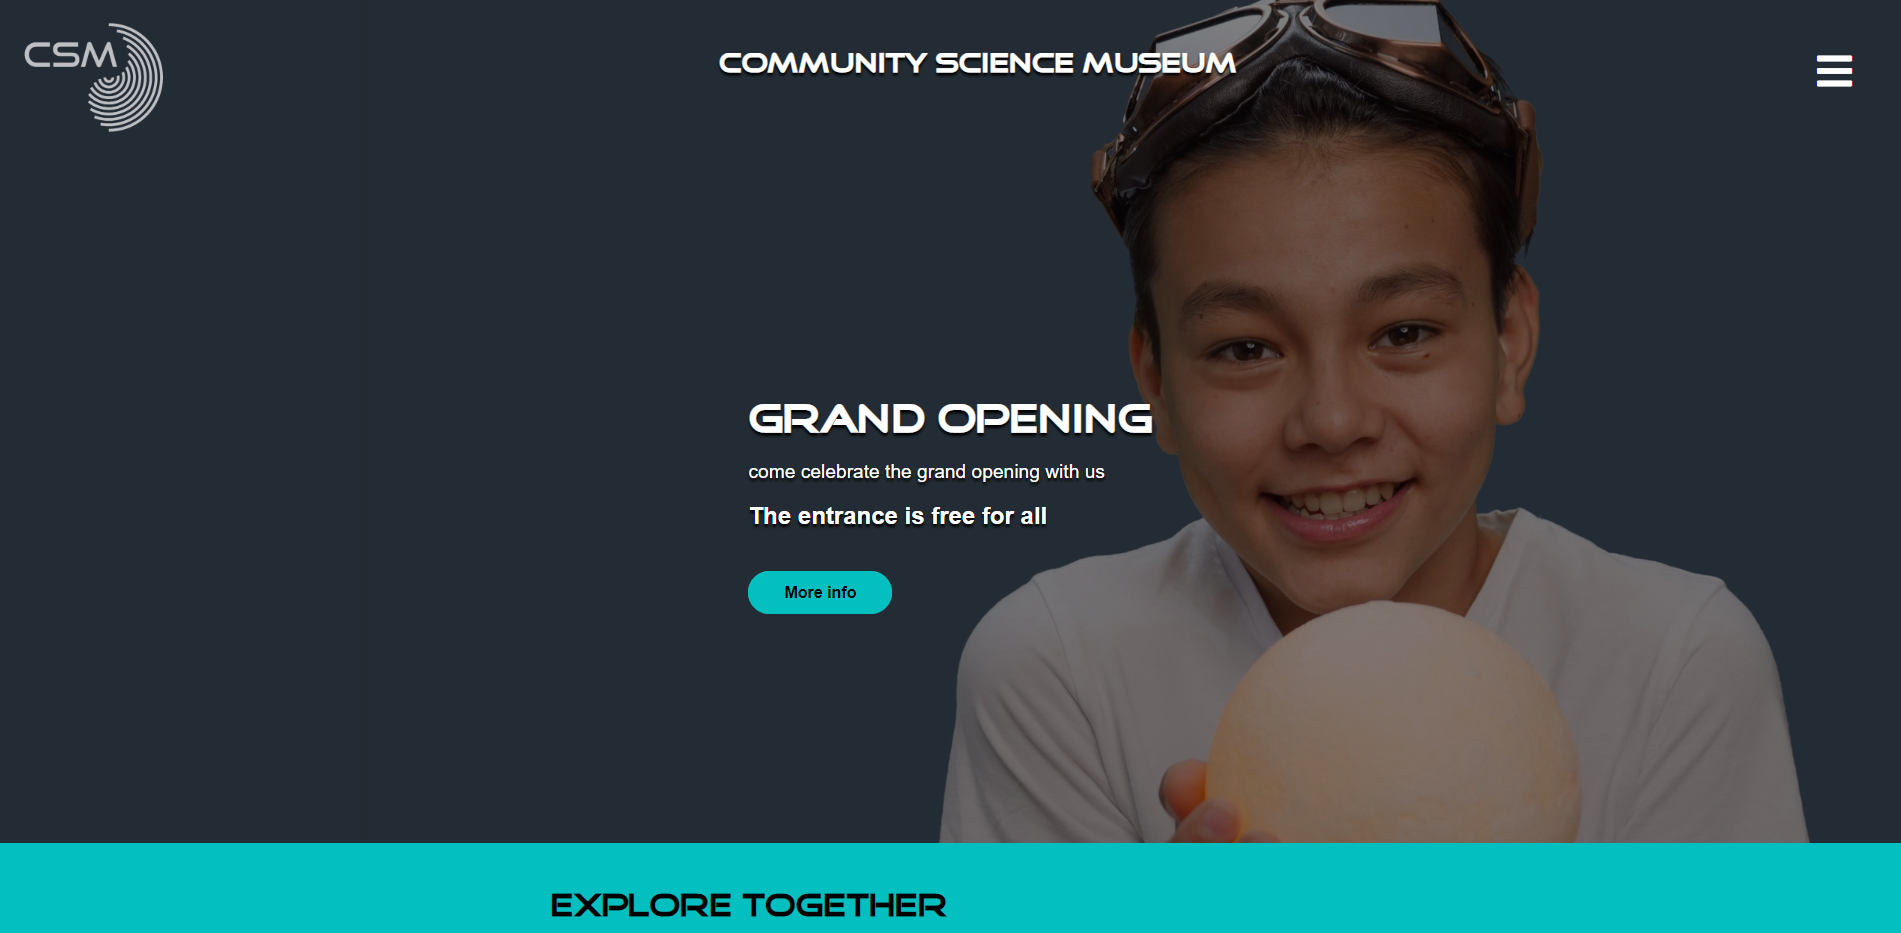 CSM
COMMUNITY SCIENCE MUSEUM
GRAND OPENING
come celebrate the grand opening with us
The entrance is free for all
More info
EXPLORE TOGETHER